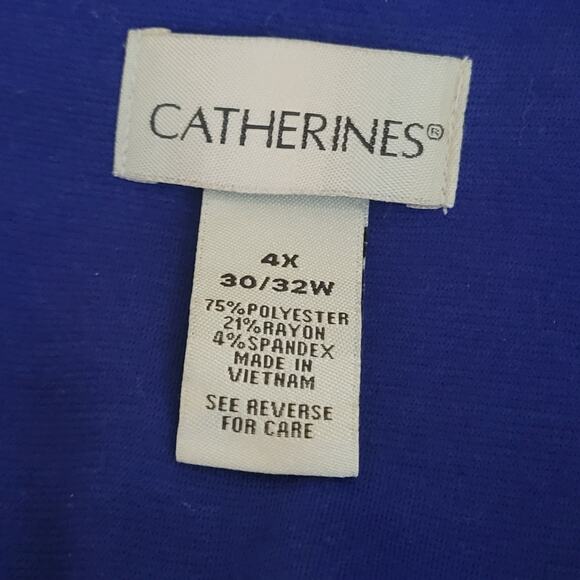 CATHERINES®
4X
30/32W
75%POLYESTER
21%RAYON
4%SPANDEX
MADE IN
VIETNAM
SEE REVERSE
FOR CARE